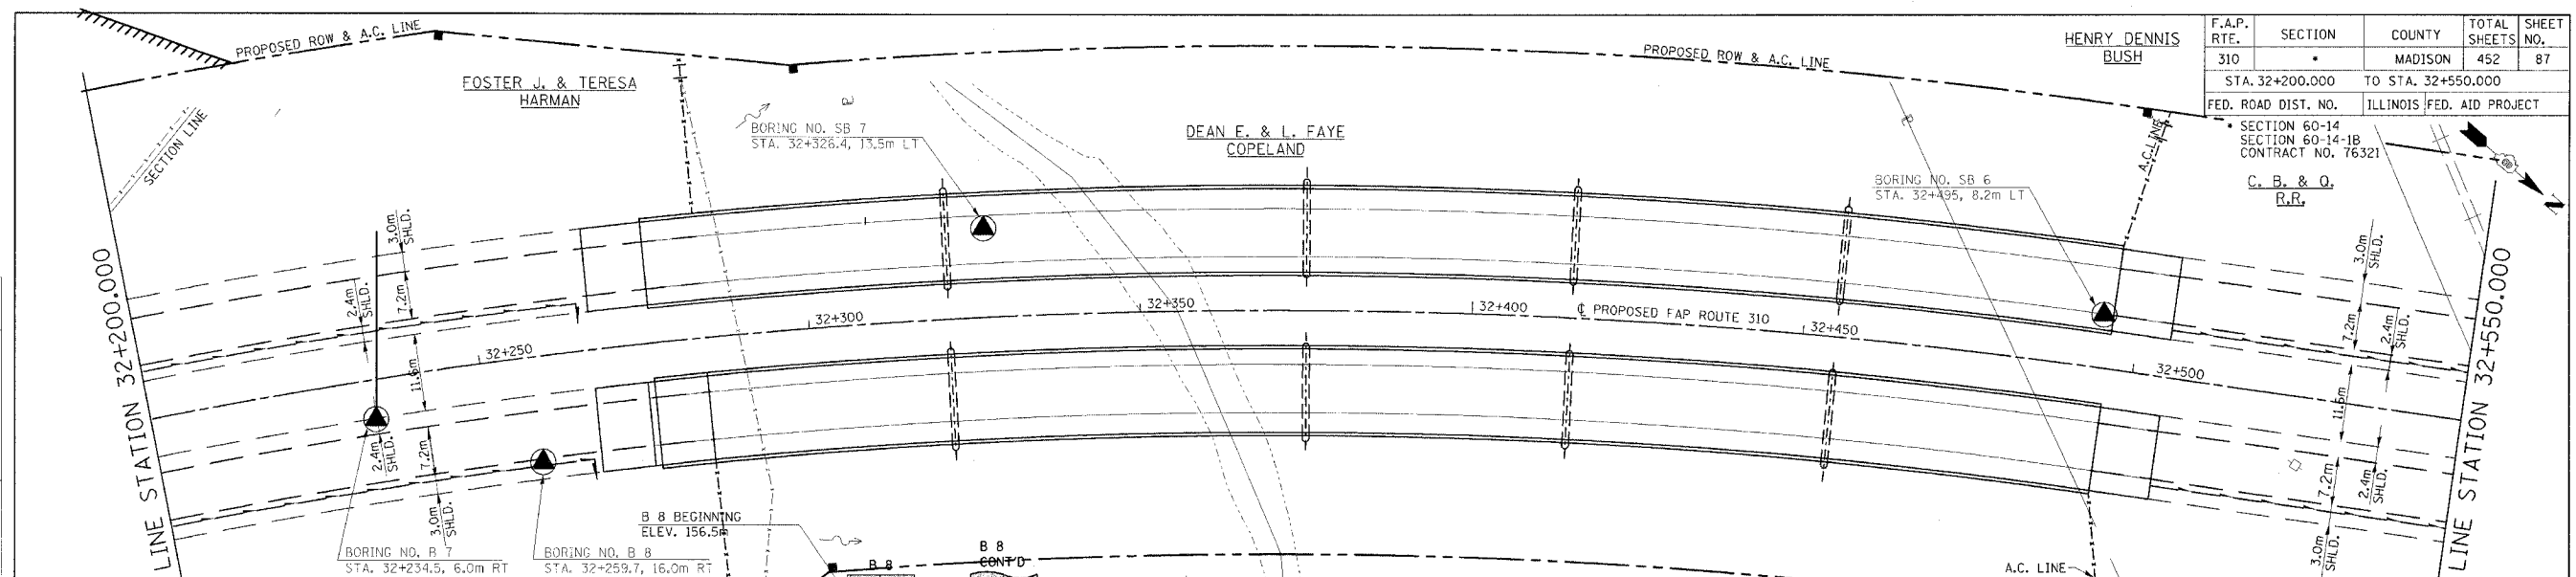 PROPOSED ROW & A.C. LINE
FOSTER J. & TERESA
HARMAN
SECTION LINE
BORING NO. SB 7
STA. 32+326.4, 13.5m LT
DEAN E. & L. FAYE
COPELAND
PROPOSED ROW & A.C. LINE
HENRY DENNIS
BUSH
F.A.P. RTE.
SECTION
COUNTY
TOTAL SHEETS
SHEET NO.
310
*
MADISON
452
87
STA. 32+200.000 TO STA. 32+550.000
FED. ROAD DIST. NO.
ILLINOIS
FED. AID PROJECT
* SECTION 60-14
SECTION 60-14-1B
CONTRACT NO. 76321
C. B. & Q.
R.R.
A.C. LINE
BORING NO. SB 6
STA. 32+495, 8.2m LT
N
LINE STATION 32+200.000
3.0m
SHLD.
7.2m
2.4m
SHLD.
11.6m
2.4m
SHLD.
7.2m
3.0m
SHLD.
32+250
32+300
32+350
32+400
℄ PROPOSED FAP ROUTE 310
32+450
32+500
3.0m
SHLD.
7.2m
2.4m
SHLD.
11.6m
7.2m
2.4m
SHLD.
3.0m
SHLD.
LINE STATION 32+550.000
BORING NO. B 7
STA. 32+234.5, 6.0m RT
BORING NO. B 8
STA. 32+259.7, 16.0m RT
B 8 BEGINNING
ELEV. 156.5m
B 8
B 8
CONT'D
A.C. LINE